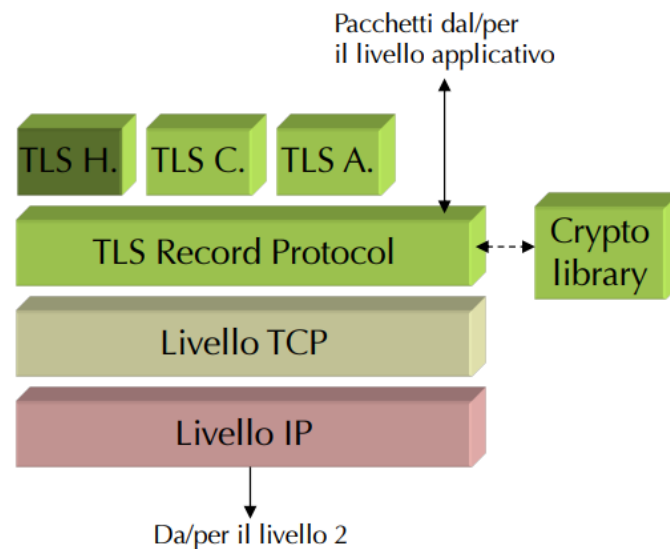 Pacchetti dal/per
il livello applicativo
TLS H.
TLS C.
TLS A.
TLS Record Protocol
Crypto
library
Livello TCP
Livello IP
Da/per il livello 2